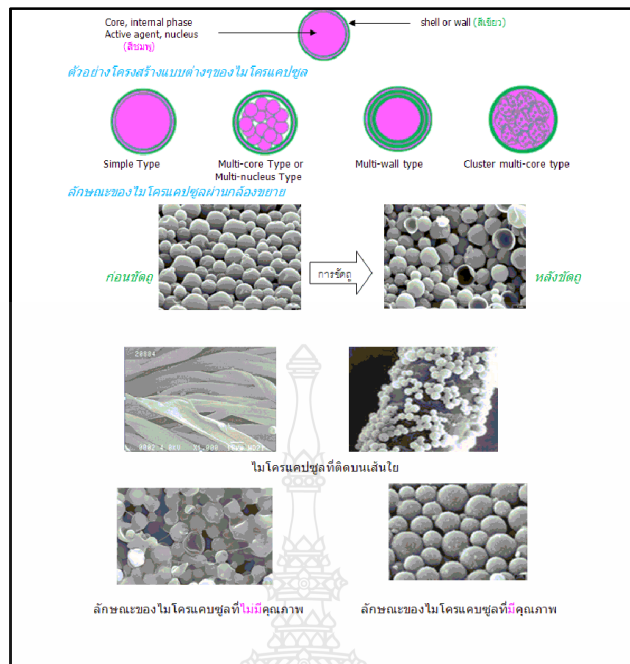 Core, internal phase
Active agent, nucleus
(สีชมพู)
shell or wall (สีเขียว)
ตัวอย่างโครงสร้างแบบต่างๆของไมโครแคปซูล
Simple Type
Multi-core Type or
Multi-nucleus Type
Multi-wall type
Cluster multi-core type
ลักษณะของไมโครแคปซูลผ่านกล้องขยาย
ก่อนขัดถู
การขัดถู
หลังขัดถู
20004
ไมโครแคปซูลที่ติดบนเส้นใย
ลักษณะของไมโครแคบซูลที่ไม่มีคุณภาพ
ลักษณะของไมโครแคบซูลที่มีคุณภาพ